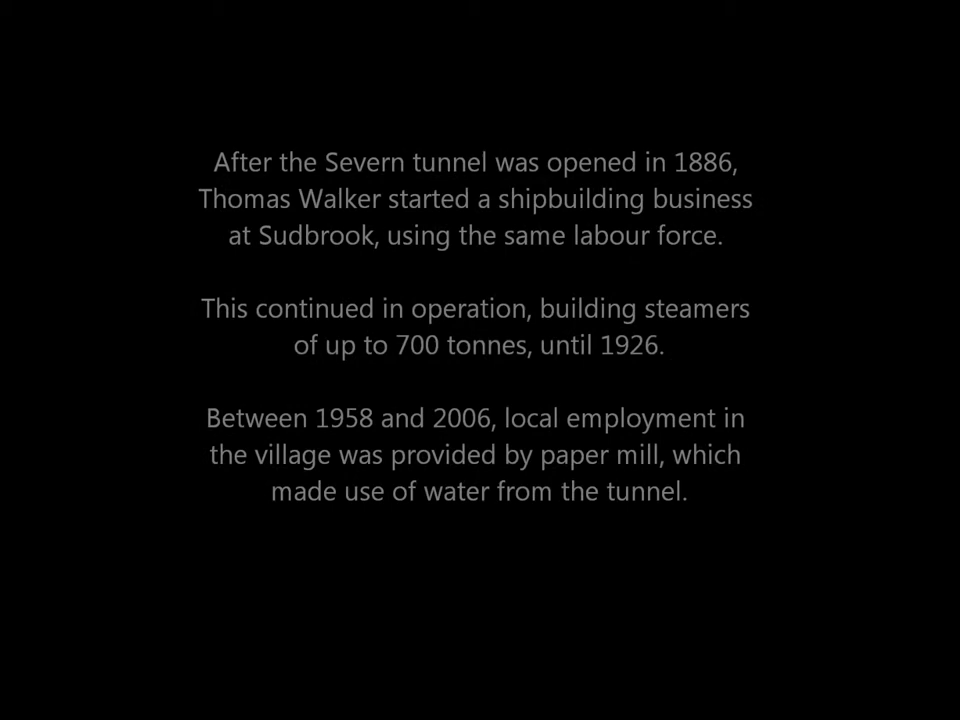 After the Severn tunnel was opened in 1886,
Thomas Walker started a shipbuilding business
at Sudbrook, using the same labour force.
This continued in operation, building steamers
of up to 700 tonnes, until 1926.
Between 1958 and 2006, local employment in
the village was provided by paper mill, which
made use of water from the tunnel.